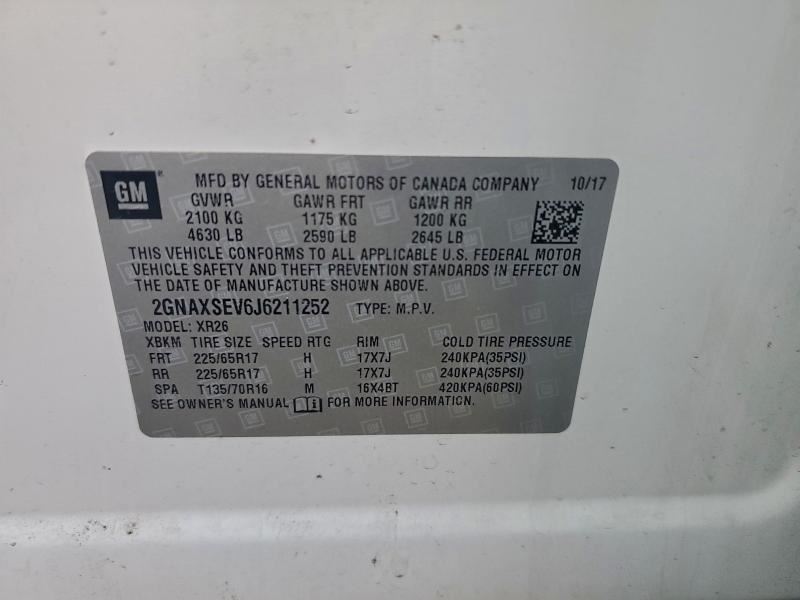 GM
MFD BY GENERAL MOTORS OF CANADA COMPANY 10/17
GVWR GAWR FRT GAWR RR
2100 KG 1175 KG 1200 KG
4630 LB 2590 LB 2645 LB
THIS VEHICLE CONFORMS TO ALL APPLICABLE U.S. FEDERAL MOTOR
VEHICLE SAFETY AND THEFT PREVENTION STANDARDS IN EFFECT ON
THE DATE OF MANUFACTURE SHOWN ABOVE.
2GNAXSEV6J6211252 TYPE: M.P.V.
MODEL: XR26
XBKM TIRE SIZE SPEED RTG RIM COLD TIRE PRESSURE
FRT 225/65R17 H 17X7J 240KPA(35PSI)
RR 225/65R17 H 17X7J 240KPA(35PSI)
SPA T135/70R16 M 16X4BT 420KPA(60PSI)
SEE OWNER'S MANUAL i FOR MORE INFORMATION.